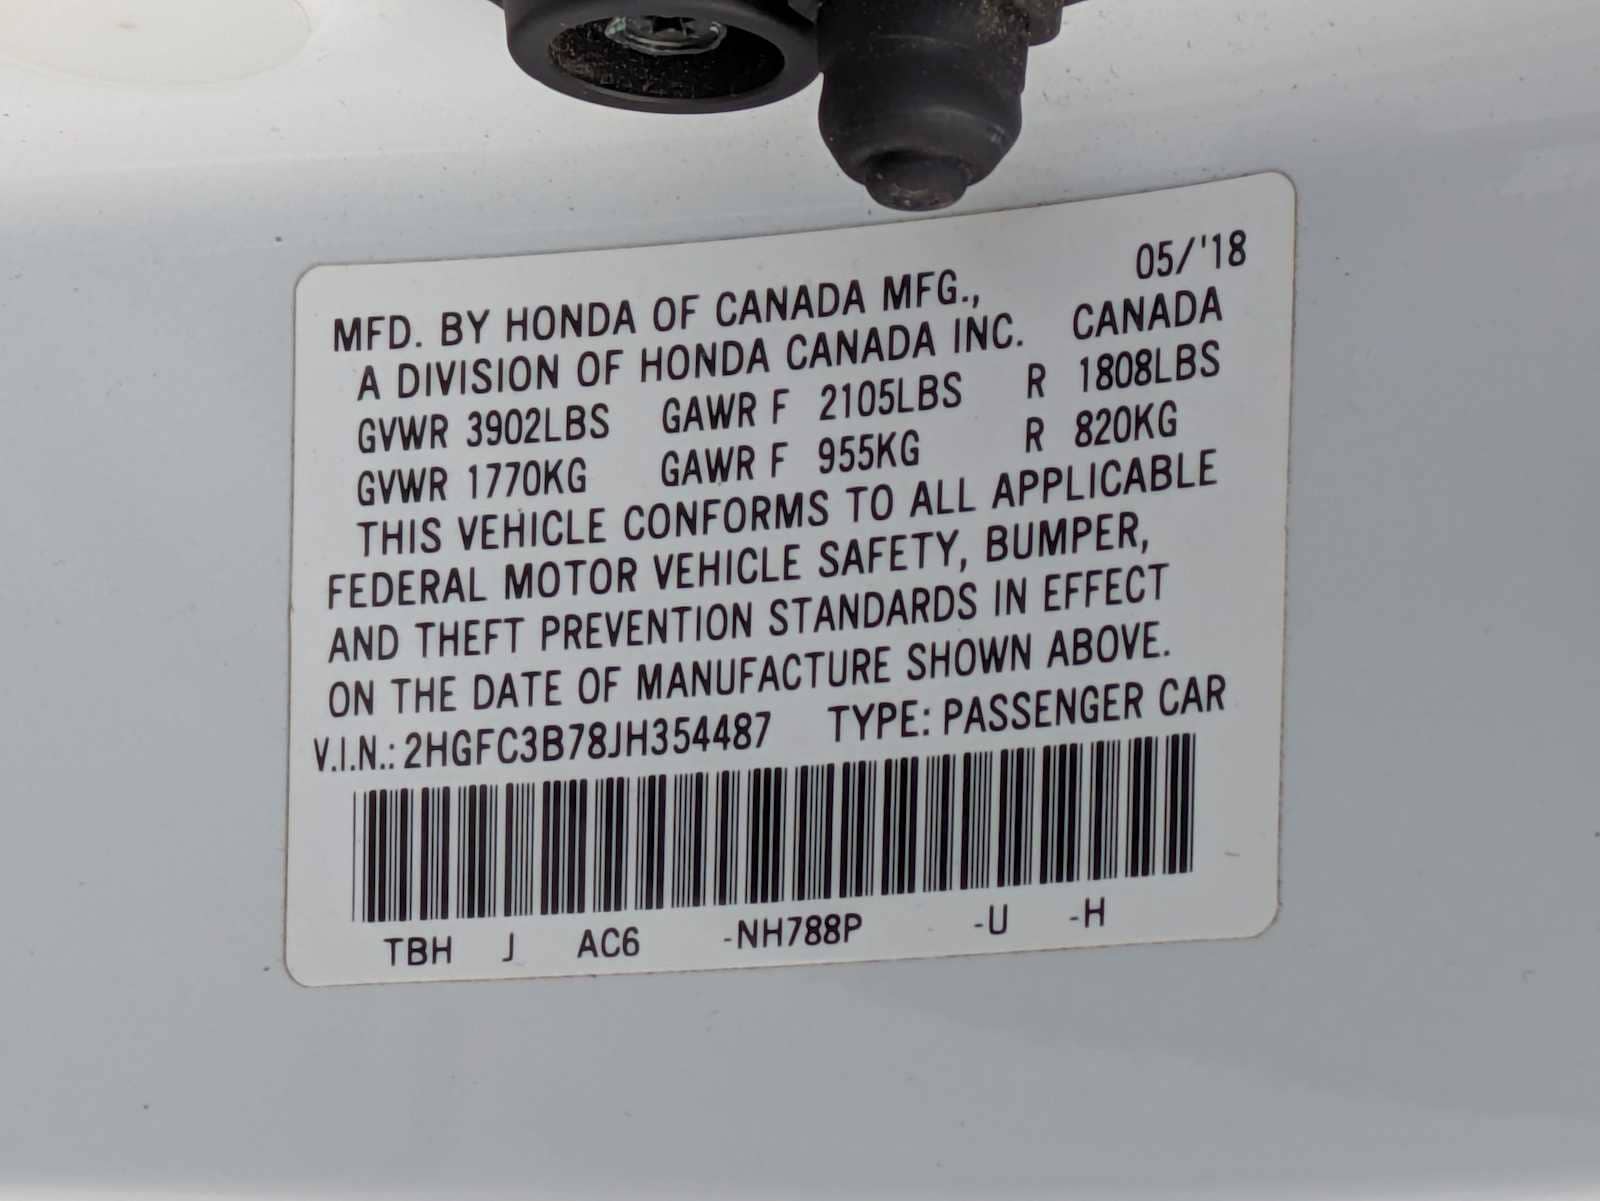 05/'18
MFD. BY HONDA OF CANADA MFG.,
A DIVISION OF HONDA CANADA INC. CANADA
GVWR 3902LBS GAWR F 2105LBS R 1808LBS
GVWR 1770KG GAWR F 955KG R 820KG
THIS VEHICLE CONFORMS TO ALL APPLICABLE
FEDERAL MOTOR VEHICLE SAFETY, BUMPER,
AND THEFT PREVENTION STANDARDS IN EFFECT
ON THE DATE OF MANUFACTURE SHOWN ABOVE.
V.I.N.: 2HGFC3B78JH354487 TYPE: PASSENGER CAR
TBH J AC6 -NH788P -U -H